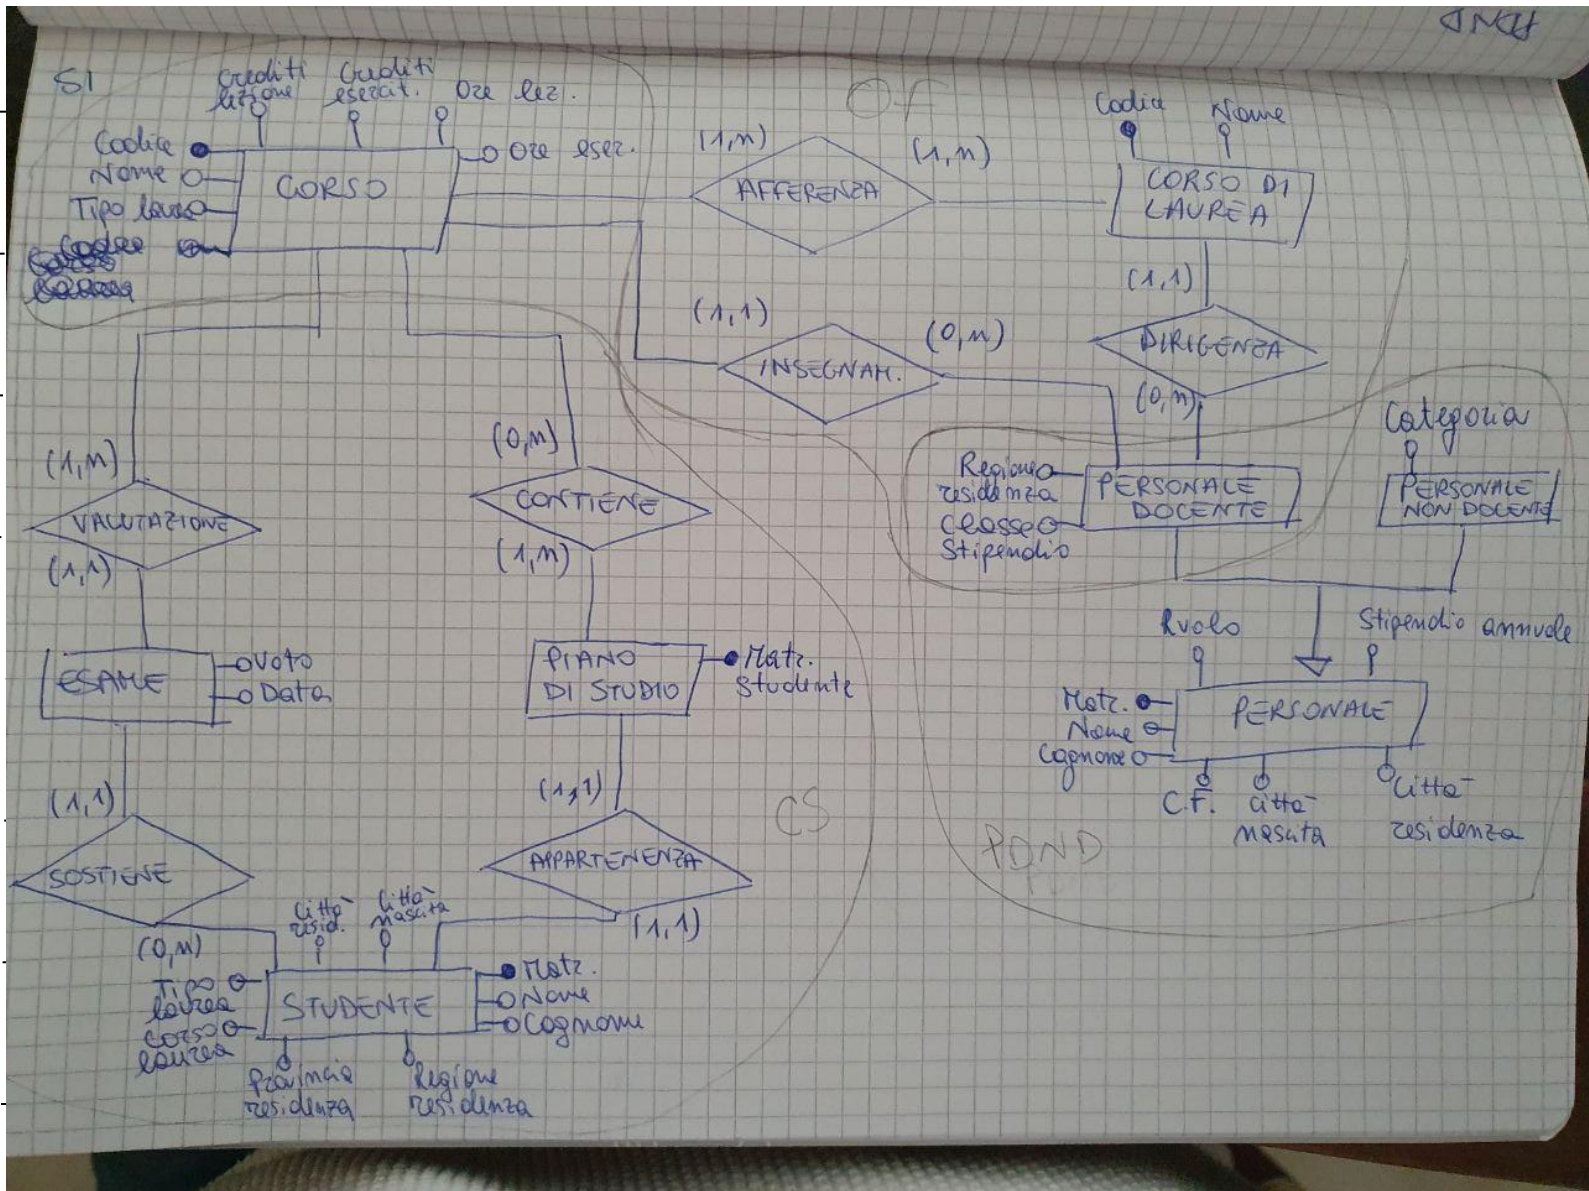 PDND
S1
Crediti
lezione
Crediti
esercit.
Ore lez.
Codice
Nome
Tipo laurea
Ore eser.
CORSO
(1,n)
AFFERENZA
(1,n)
Of
Codice
Nome
CORSO DI
LAUREA
(1,1)
DIRIGENZA
(0,n)
(1,1)
INSEGNAM.
(0,n)
Categoria
Regione
residenza
Classe
Stipendio
PERSONALE
DOCENTE
PERSONALE
NON DOCENTE
(1,n)
VALUTAZIONE
(1,1)
(0,n)
CONTIENE
(1,n)
Ruolo
Stipendio annuale
ESAME
Voto
Data
PIANO
DI STUDIO
Matr.
Studente
Matr.
Nome
Cognome
PERSONALE
C.F.
Città
nascita
Città
residenza
(1,1)
SOSTIENE
(0,n)
(1,1)
APPARTENENZA
(1,1)
CS
PDND
Città
resid.
Città
nascita
Tipo
laurea
Corso
laurea
STUDENTE
Matr.
Nome
Cognome
Provincia
residenza
Regione
residenza